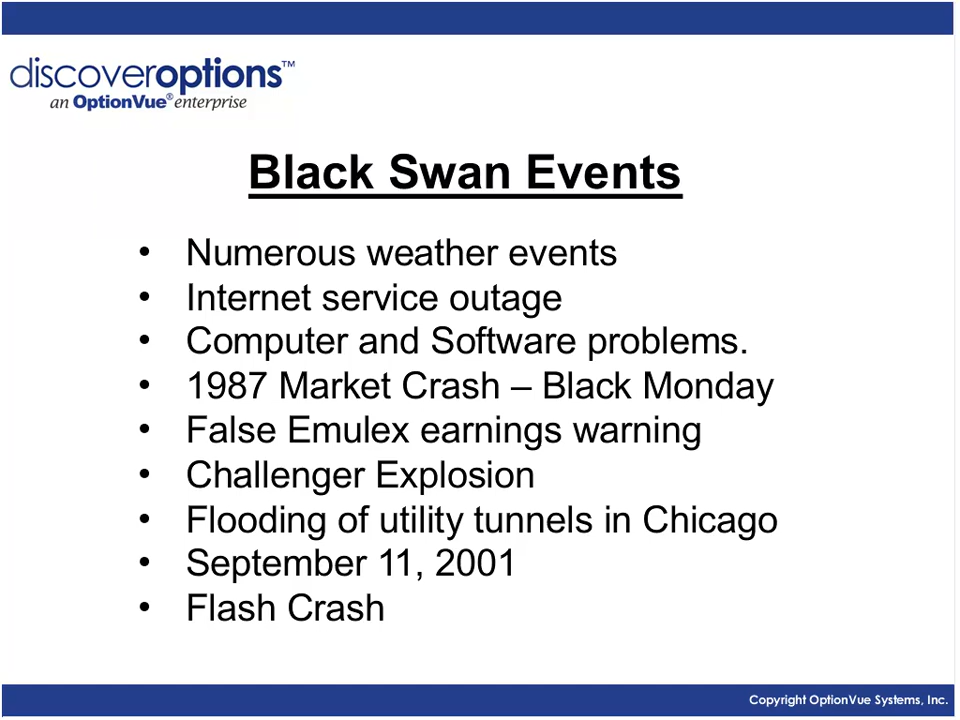 discoveroptions™
an OptionVue® enterprise
Black Swan Events
• Numerous weather events
• Internet service outage
• Computer and Software problems.
• 1987 Market Crash – Black Monday
• False Emulex earnings warning
• Challenger Explosion
• Flooding of utility tunnels in Chicago
• September 11, 2001
• Flash Crash
Copyright OptionVue Systems, Inc.